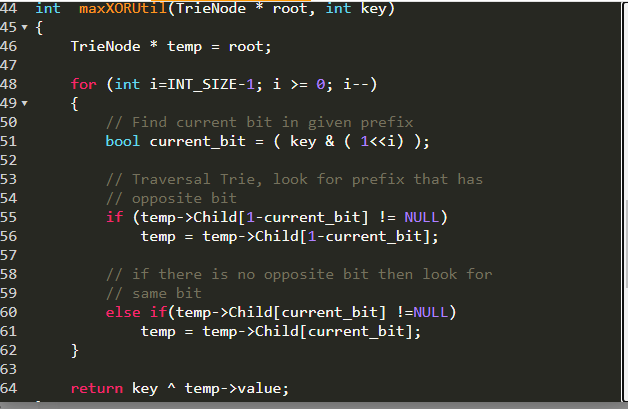 44 int  maxXORUtil(TrieNode * root, int key)
45 {
46     TrieNode * temp = root;
47
48     for (int i=INT_SIZE-1; i >= 0; i--)
49     {
50         // Find current bit in given prefix
51         bool current_bit = ( key & ( 1<<i) );
52
53         // Traversal Trie, look for prefix that has
54         // opposite bit
55         if (temp->Child[1-current_bit] != NULL)
56             temp = temp->Child[1-current_bit];
57
58         // if there is no opposite bit then look for
59         // same bit
60         else if(temp->Child[current_bit] !=NULL)
61             temp = temp->Child[current_bit];
62     }
63
64     return key ^ temp->value;